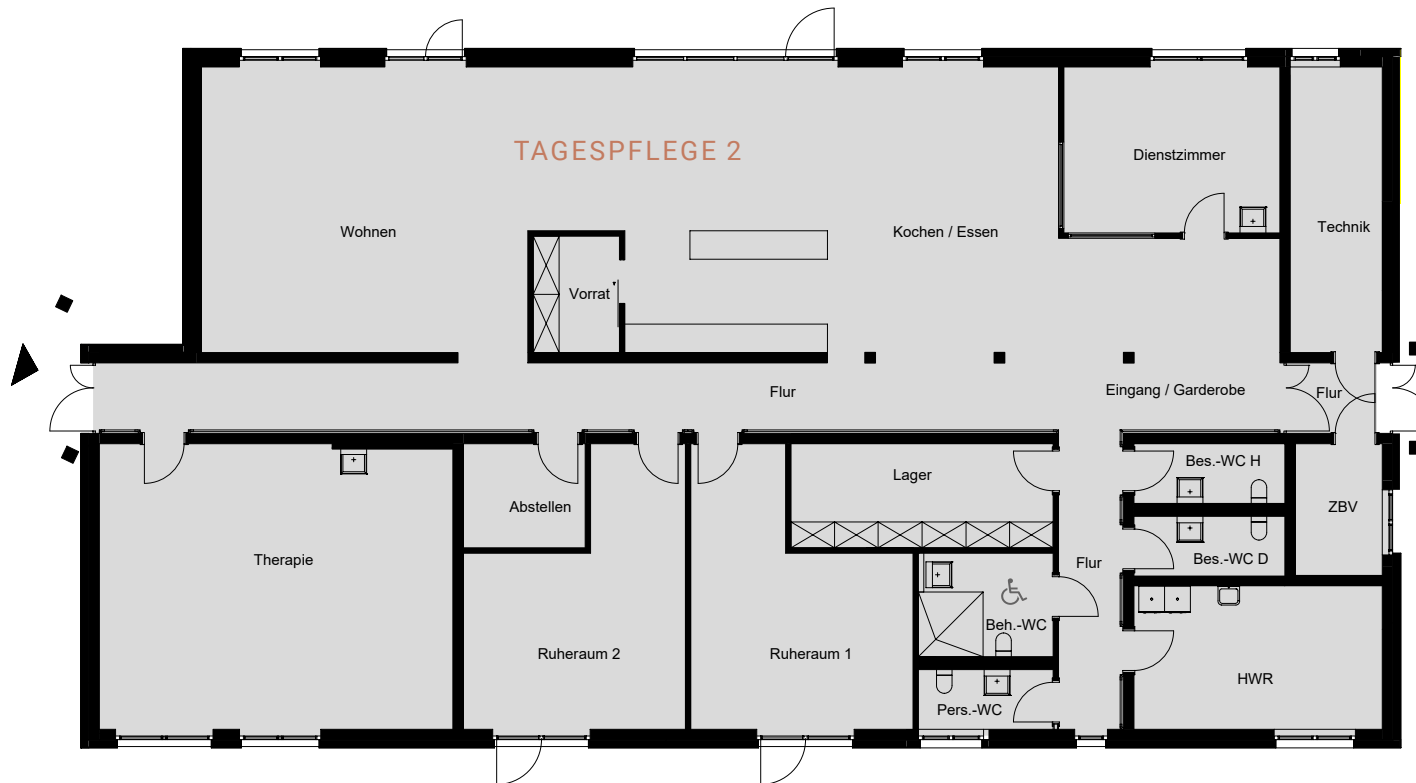 TAGESPFLEGE 2
Dienstzimmer
Wohnen
Kochen / Essen
Technik
Vorrat
Flur
Eingang / Garderobe
Flur
Bes.-WC H
Lager
Abstellen
ZBV
Therapie
Flur
Bes.-WC D
Beh.-WC
Ruheraum 2
Ruheraum 1
HWR
Pers.-WC